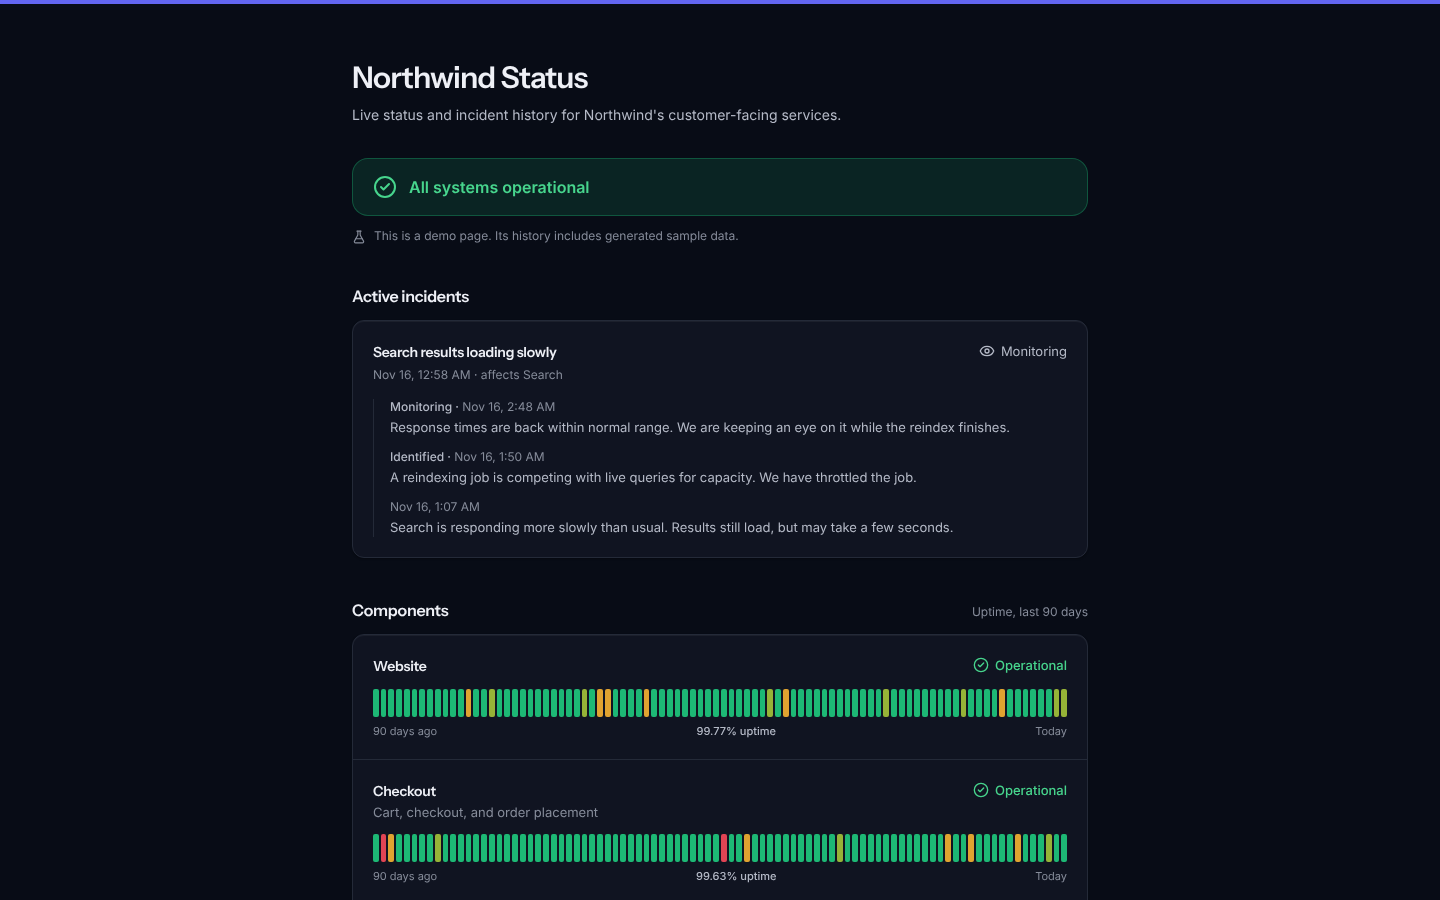 Northwind Status
Live status and incident history for Northwind's customer-facing services.
All systems operational
This is a demo page. Its history includes generated sample data.
Active incidents
Search results loading slowly
Monitoring
Nov 16, 12:58 AM · affects Search
Monitoring · Nov 16, 2:48 AM
Response times are back within normal range. We are keeping an eye on it while the reindex finishes.
Identified · Nov 16, 1:50 AM
A reindexing job is competing with live queries for capacity. We have throttled the job.
Nov 16, 1:07 AM
Search is responding more slowly than usual. Results still load, but may take a few seconds.
Components
Uptime, last 90 days
Website
Operational
90 days ago
99.77% uptime
Today
Checkout
Operational
Cart, checkout, and order placement
90 days ago
99.63% uptime
Today